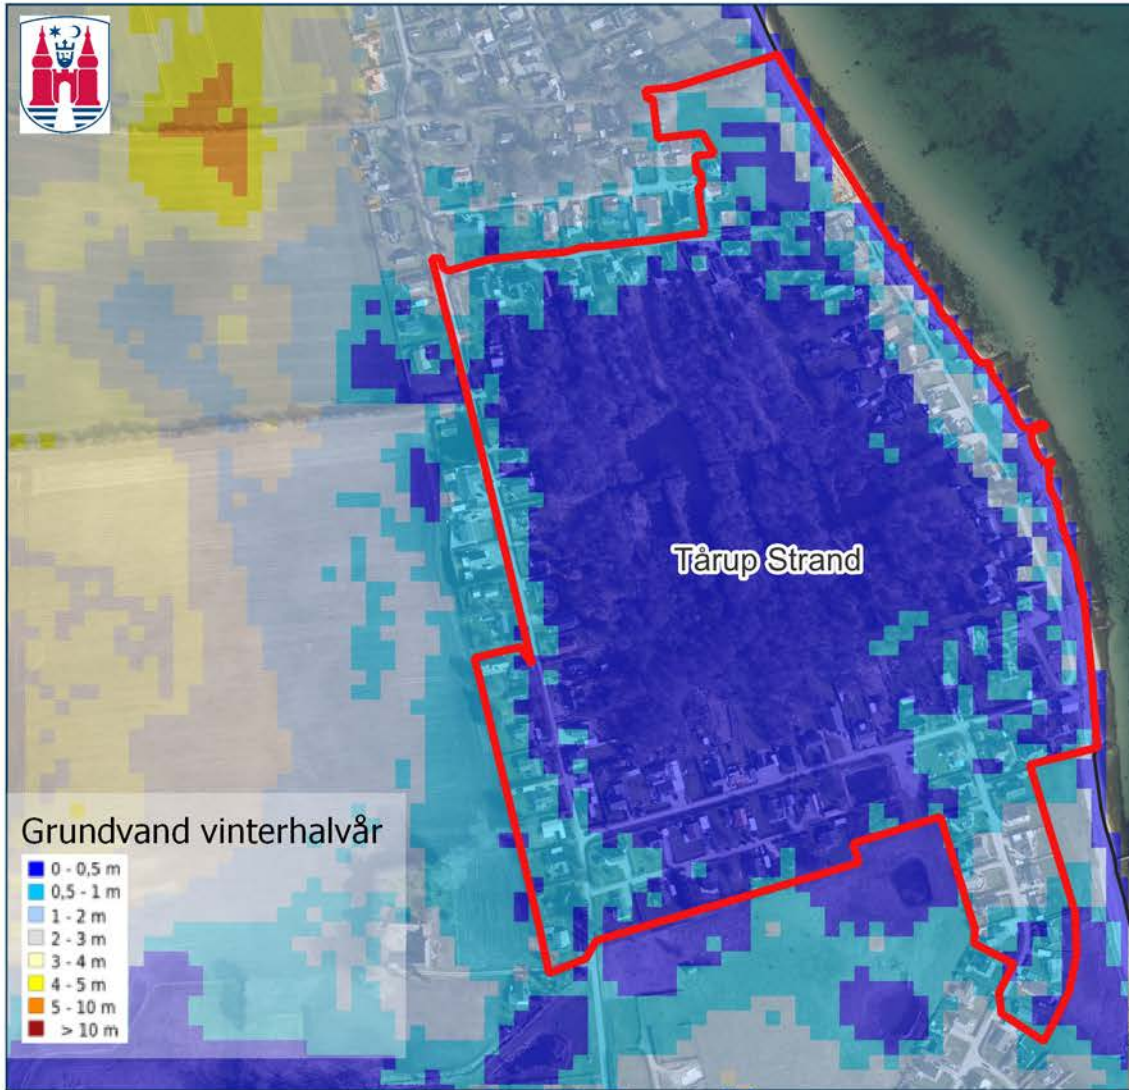 Tårup Strand
Grundvand vinterhalvår
0 - 0,5 m
0,5 - 1 m
1 - 2 m
2 - 3 m
3 - 4 m
4 - 5 m
5 - 10 m
> 10 m